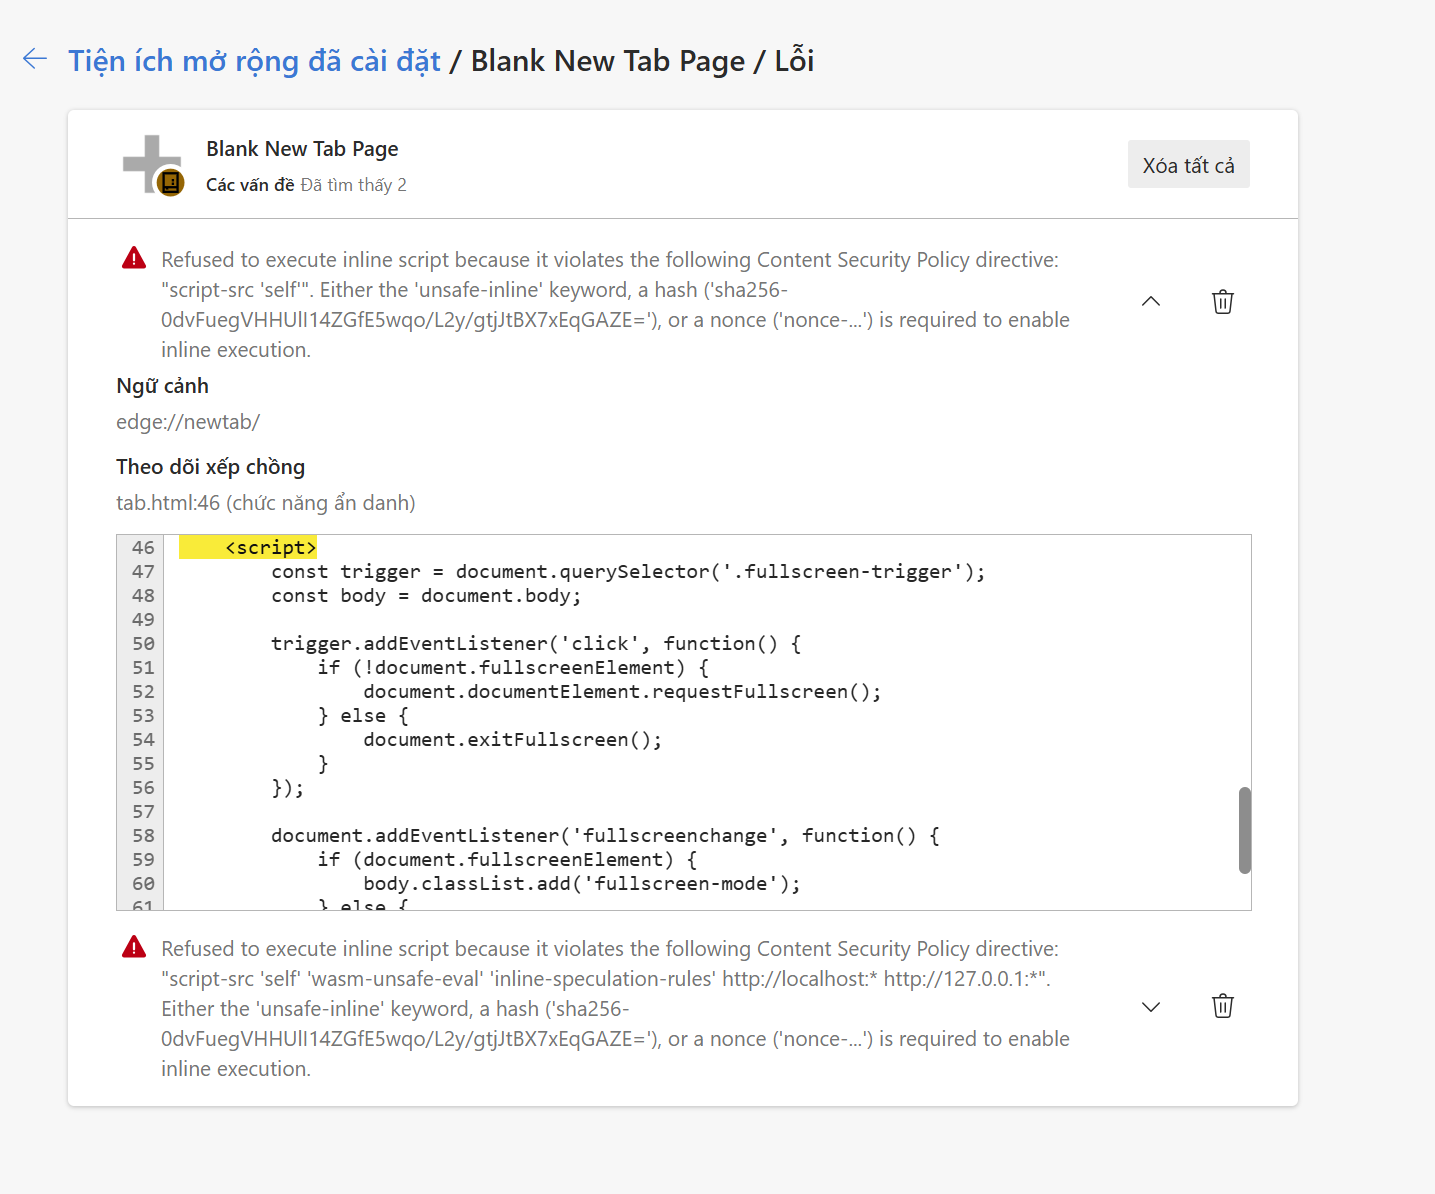 Tiện ích mở rộng đã cài đặt / Blank New Tab Page / Lỗi
Blank New Tab Page
Các vấn đề Đã tìm thấy 2
Xóa tất cả
Refused to execute inline script because it violates the following Content Security Policy directive:
"script-src 'self'". Either the 'unsafe-inline' keyword, a hash ('sha256-
0dvFuegVHHUlI14ZGfE5wqo/L2y/gtjJtBX7xEqGAZE='), or a nonce ('nonce-...') is required to enable
inline execution.
Ngữ cảnh
edge://newtab/
Theo dõi xếp chồng
tab.html:46 (chức năng ẩn danh)
46 <script>
47 const trigger = document.querySelector('.fullscreen-trigger');
48 const body = document.body;
49
50 trigger.addEventListener('click', function() {
51 if (!document.fullscreenElement) {
52 document.documentElement.requestFullscreen();
53 } else {
54 document.exitFullscreen();
55 }
56 });
57
58 document.addEventListener('fullscreenchange', function() {
59 if (document.fullscreenElement) {
60 body.classList.add('fullscreen-mode');
61 } else {
Refused to execute inline script because it violates the following Content Security Policy directive:
"script-src 'self' 'wasm-unsafe-eval' 'inline-speculation-rules' http://localhost:* http://127.0.0.1:*".
Either the 'unsafe-inline' keyword, a hash ('sha256-
0dvFuegVHHUlI14ZGfE5wqo/L2y/gtjJtBX7xEqGAZE='), or a nonce ('nonce-...') is required to enable
inline execution.